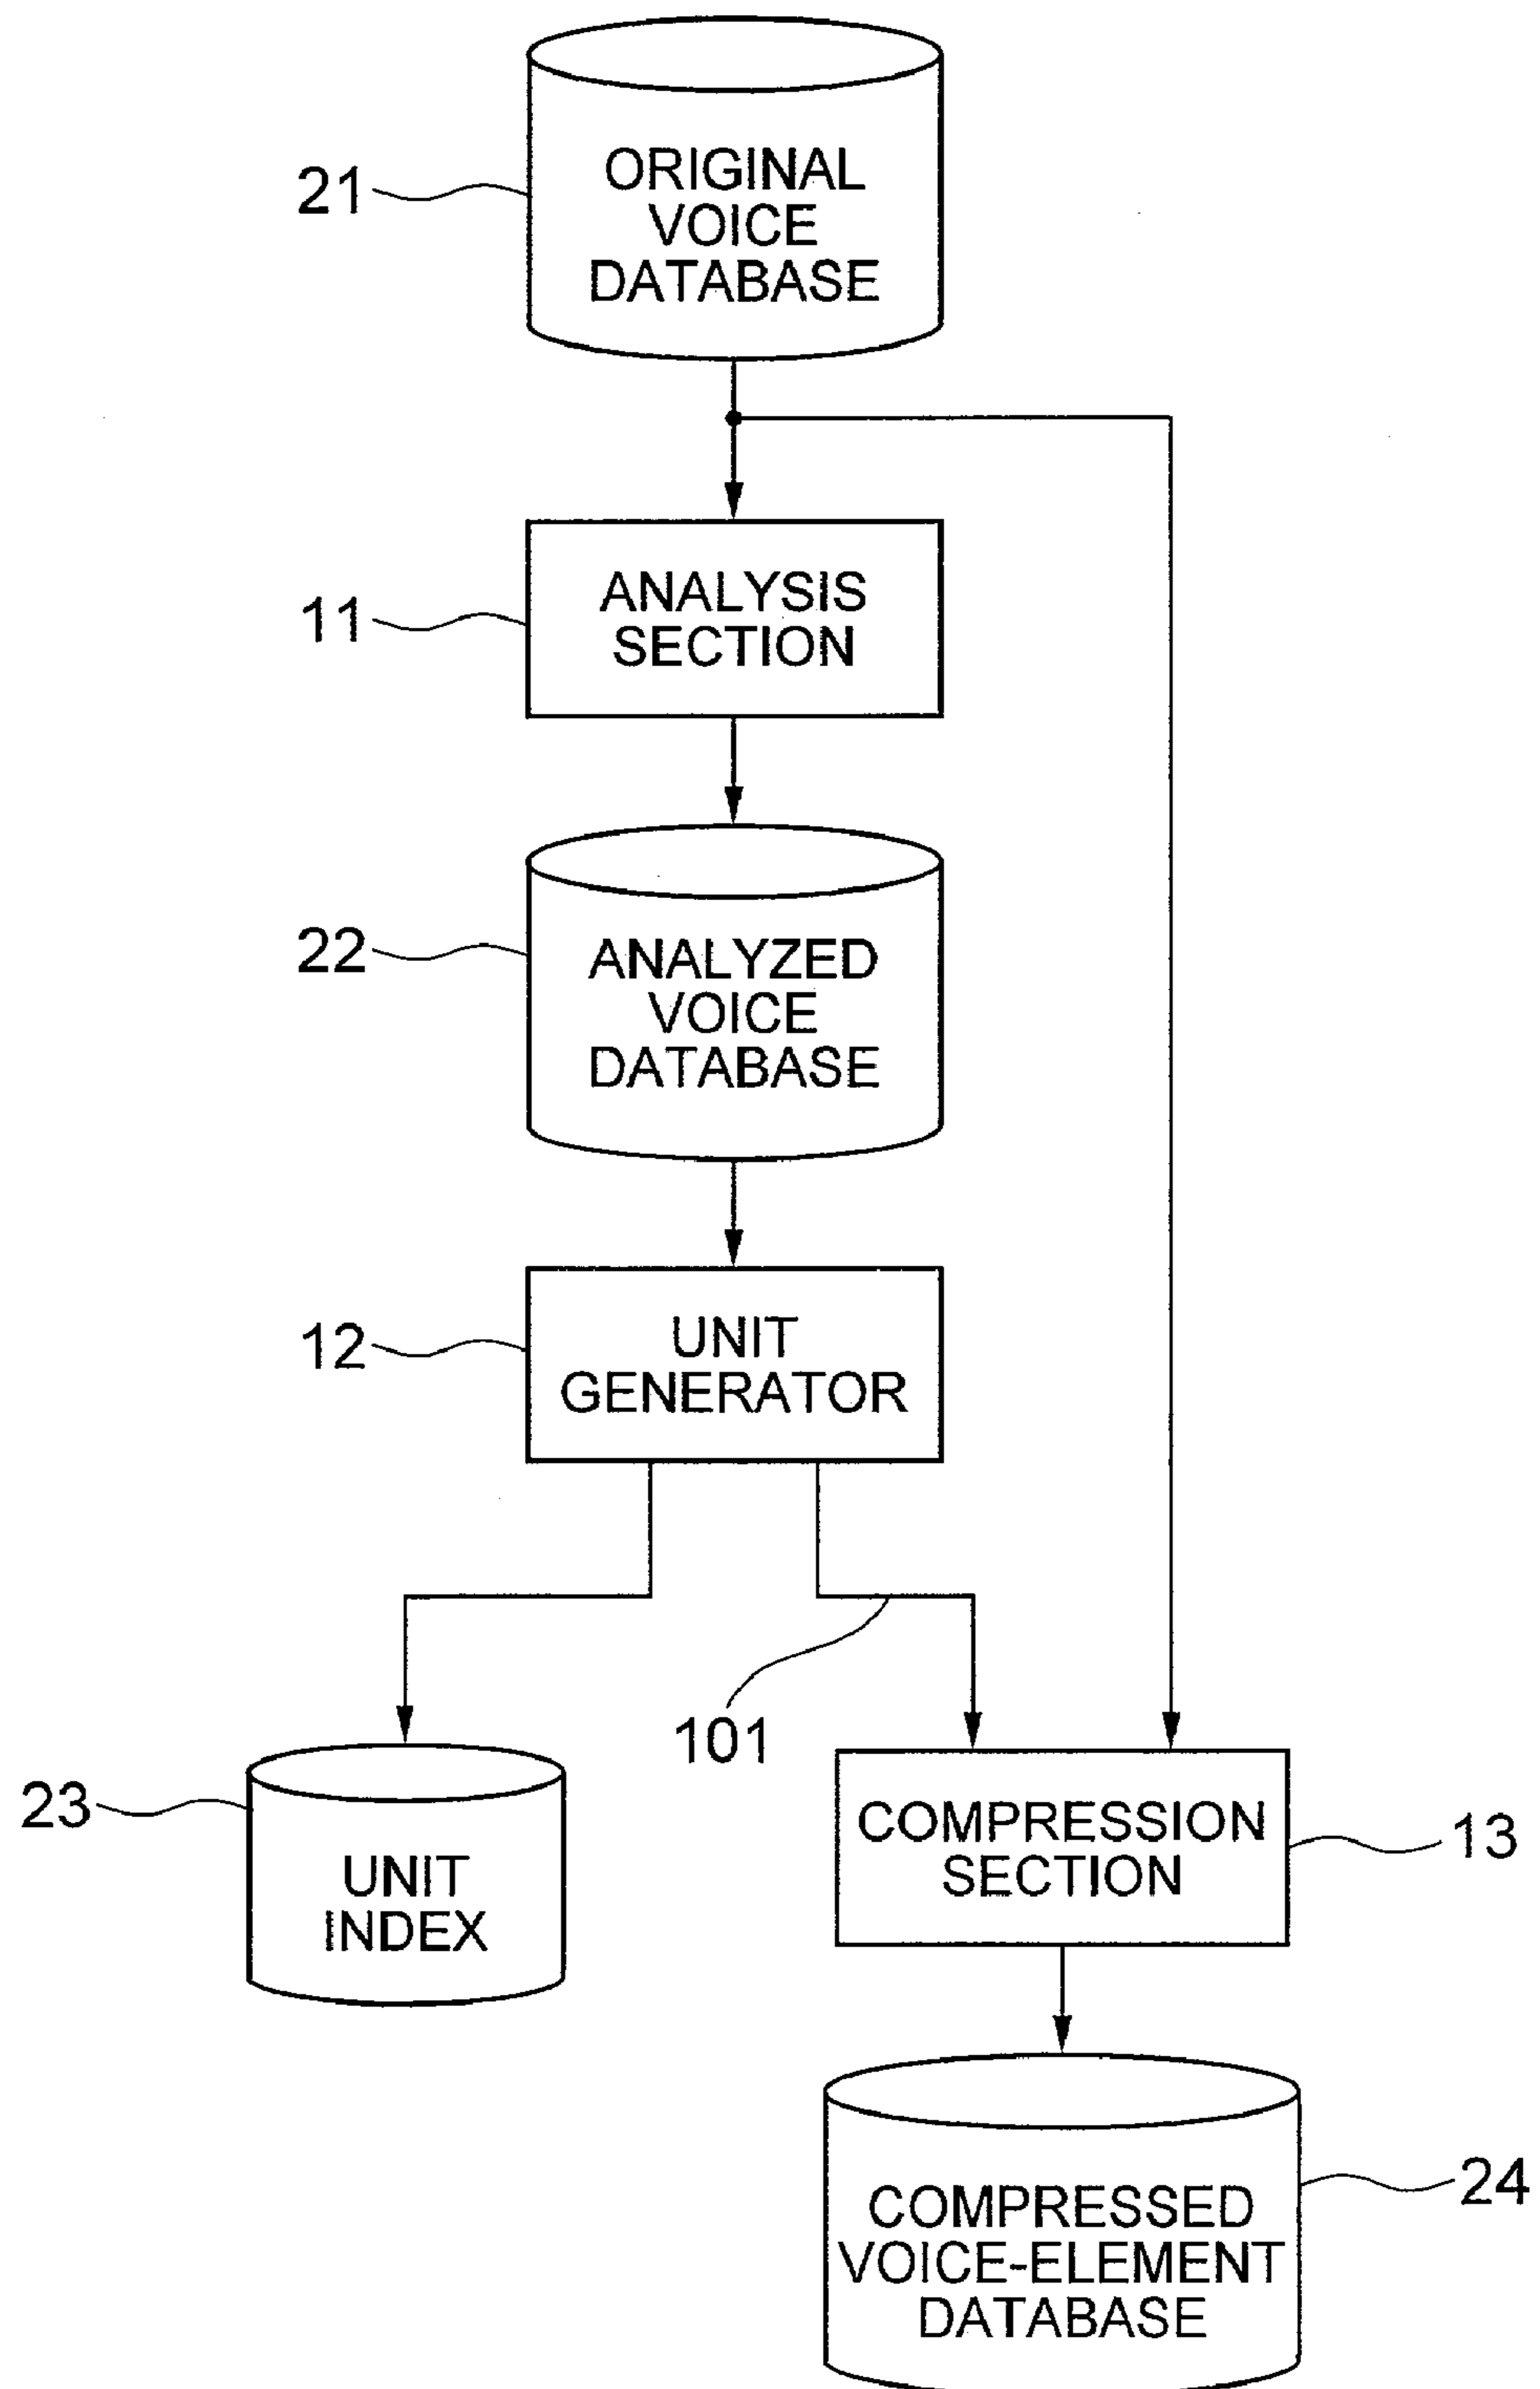 21
ORIGINAL
VOICE
DATABASE
11
ANALYSIS
SECTION
22
ANALYZED
VOICE
DATABASE
12
UNIT
GENERATOR
101
23
UNIT
INDEX
COMPRESSION
SECTION
13
COMPRESSED
VOICE-ELEMENT
DATABASE
24